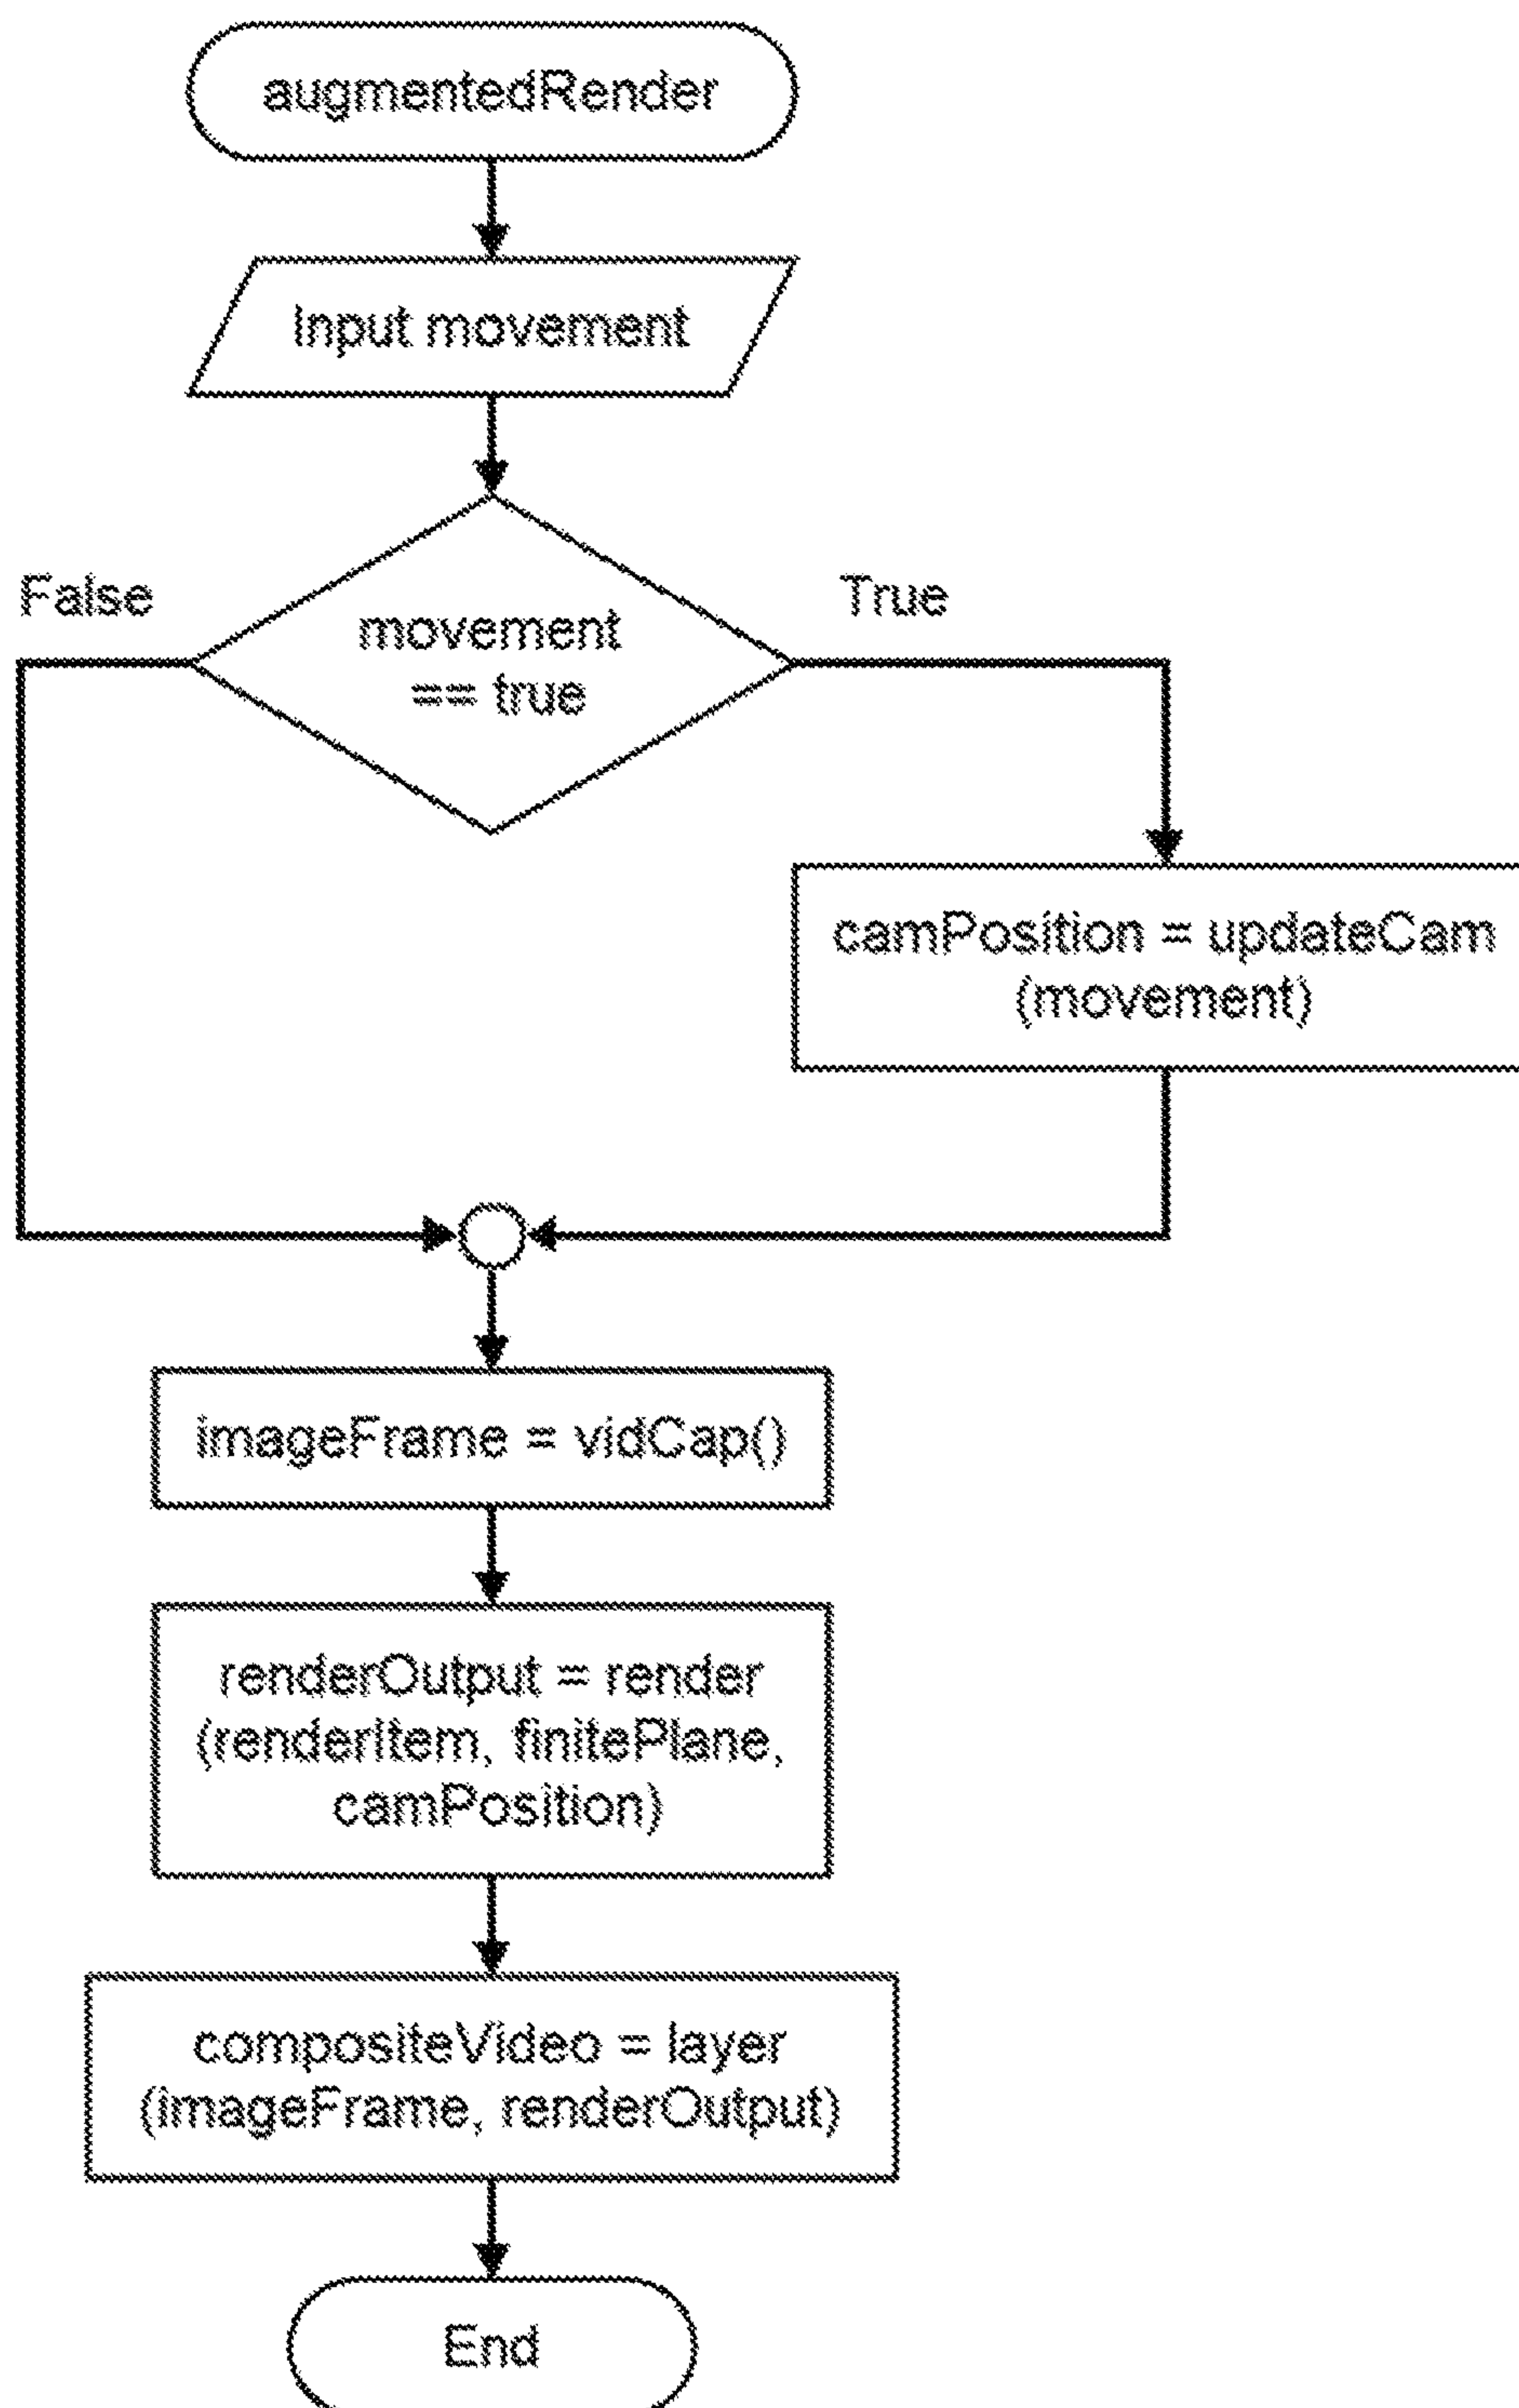 augmentedRender
Input movement
False
True
movement
== true
camPosition = updateCam
(movement)
imageFrame = vidCap()
renderOutput = render
(renderItem, finitePlane,
camPosition)
compositeVideo = layer
(imageFrame, renderOutput)
End